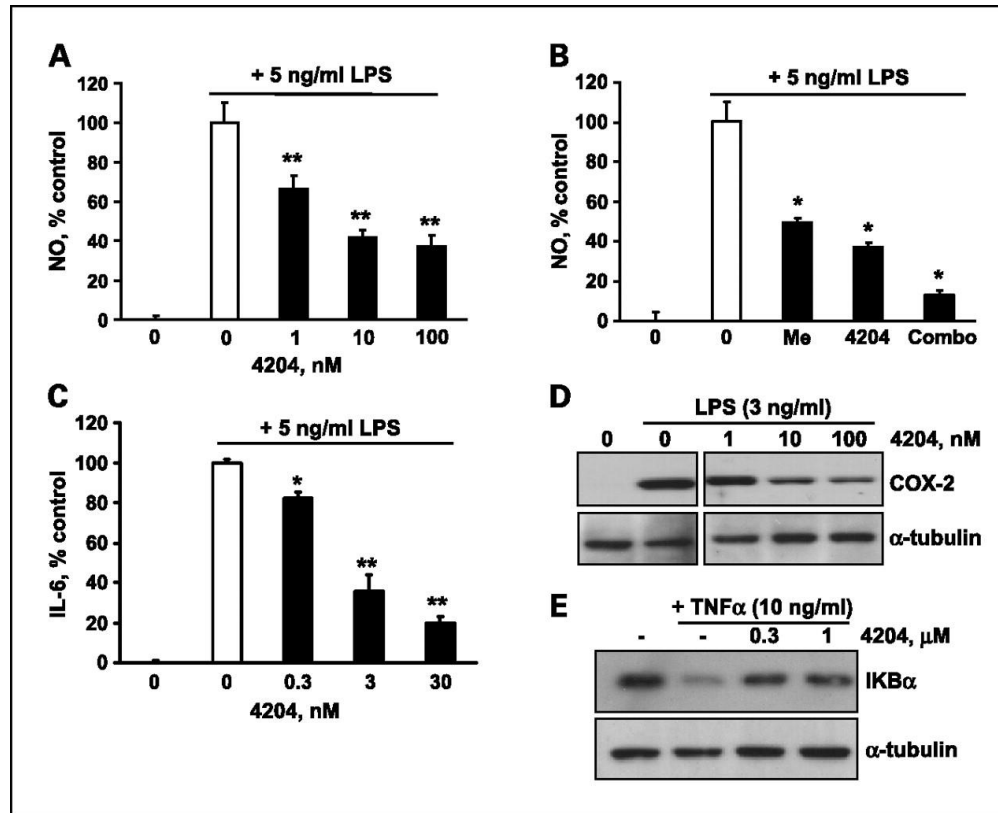 A
+ 5 ng/ml LPS
120
100
80
60
40
20
0
NO, % control
** ** **
0 0 1 10 100
4204, nM
B
+ 5 ng/ml LPS
120
100
80
60
40
20
0
NO, % control
* * *
0 0 Me 4204 Combo
C
+ 5 ng/ml LPS
120
100
80
60
40
20
0
IL-6, % control
* ** **
0 0 0.3 3 30
4204, nM
D
LPS (3 ng/ml)
0 0 1 10 100 4204, nM
COX-2
α-tubulin
E
+ TNFα (10 ng/ml)
- - 0.3 1 4204, μM
IKBα
α-tubulin